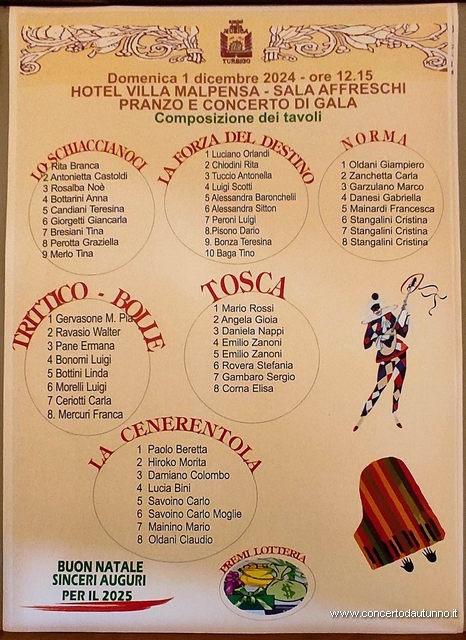 MUSICA
TURBIGO
Domenica 1 dicembre 2024 - ore 12.15
HOTEL VILLA MALPENSA - SALA AFFRESCHI
PRANZO E CONCERTO DI GALA
Composizione dei tavoli
LO SCHIACCIANOCI
1 Rita Branca
2 Antonietta Castoldi
3 Rosalba Noè
4 Bottarini Anna
5 Candiani Teresina
6 Giorgetti Giancarla
7 Bresiani Tina
8 Perotta Graziella
9 Merlo Tina
LA FORZA DEL DESTINO
1 Luciano Orlandi
2 Chiodini Rita
3 Tuccio Antonella
4 Luigi Scotti
5 Alessandra Baronchelli
6 Alessandra Sitton
7 Peroni Luigi
8.Pisono Dario
9. Bonza Teresina
10 Baga Tino
NORMA
1 Oldani Giampiero
2 Zanchetta Carla
3 Garzulano Marco
4 Danesi Gabriella
5 Mainardi Francesca
6 Stangalini Cristina
7 Stangalini Cristina
8 Stangalini Cristina
TRITTICO - BOLLE
1 Gervasone M. Pia
2 Ravasio Walter
3 Pane Ermana
4 Bonomi Luigi
5 Bottini Linda
6 Morelli Luigi
7 Ceriotti Carla
8. Mercuri Franca
TOSCA
1 Mario Rossi
2 Angela Gioia
3 Daniela Nappi
4 Emilio Zanoni
5 Emilio Zanoni
6 Rovera Stefania
7 Gambaro Sergio
8 Corna Elisa
LA CENERENTOLA
1 Paolo Beretta
2 Hiroko Morita
3 Damiano Colombo
4 Lucia Bini
5 Savoino Carlo
6 Savoino Carlo Moglie
7 Mainino Mario
8 Oldani Claudio
BUON NATALE
SINCERI AUGURI
PER IL 2025
PREMI LOTTERIA
$
www.concertodautunno.it